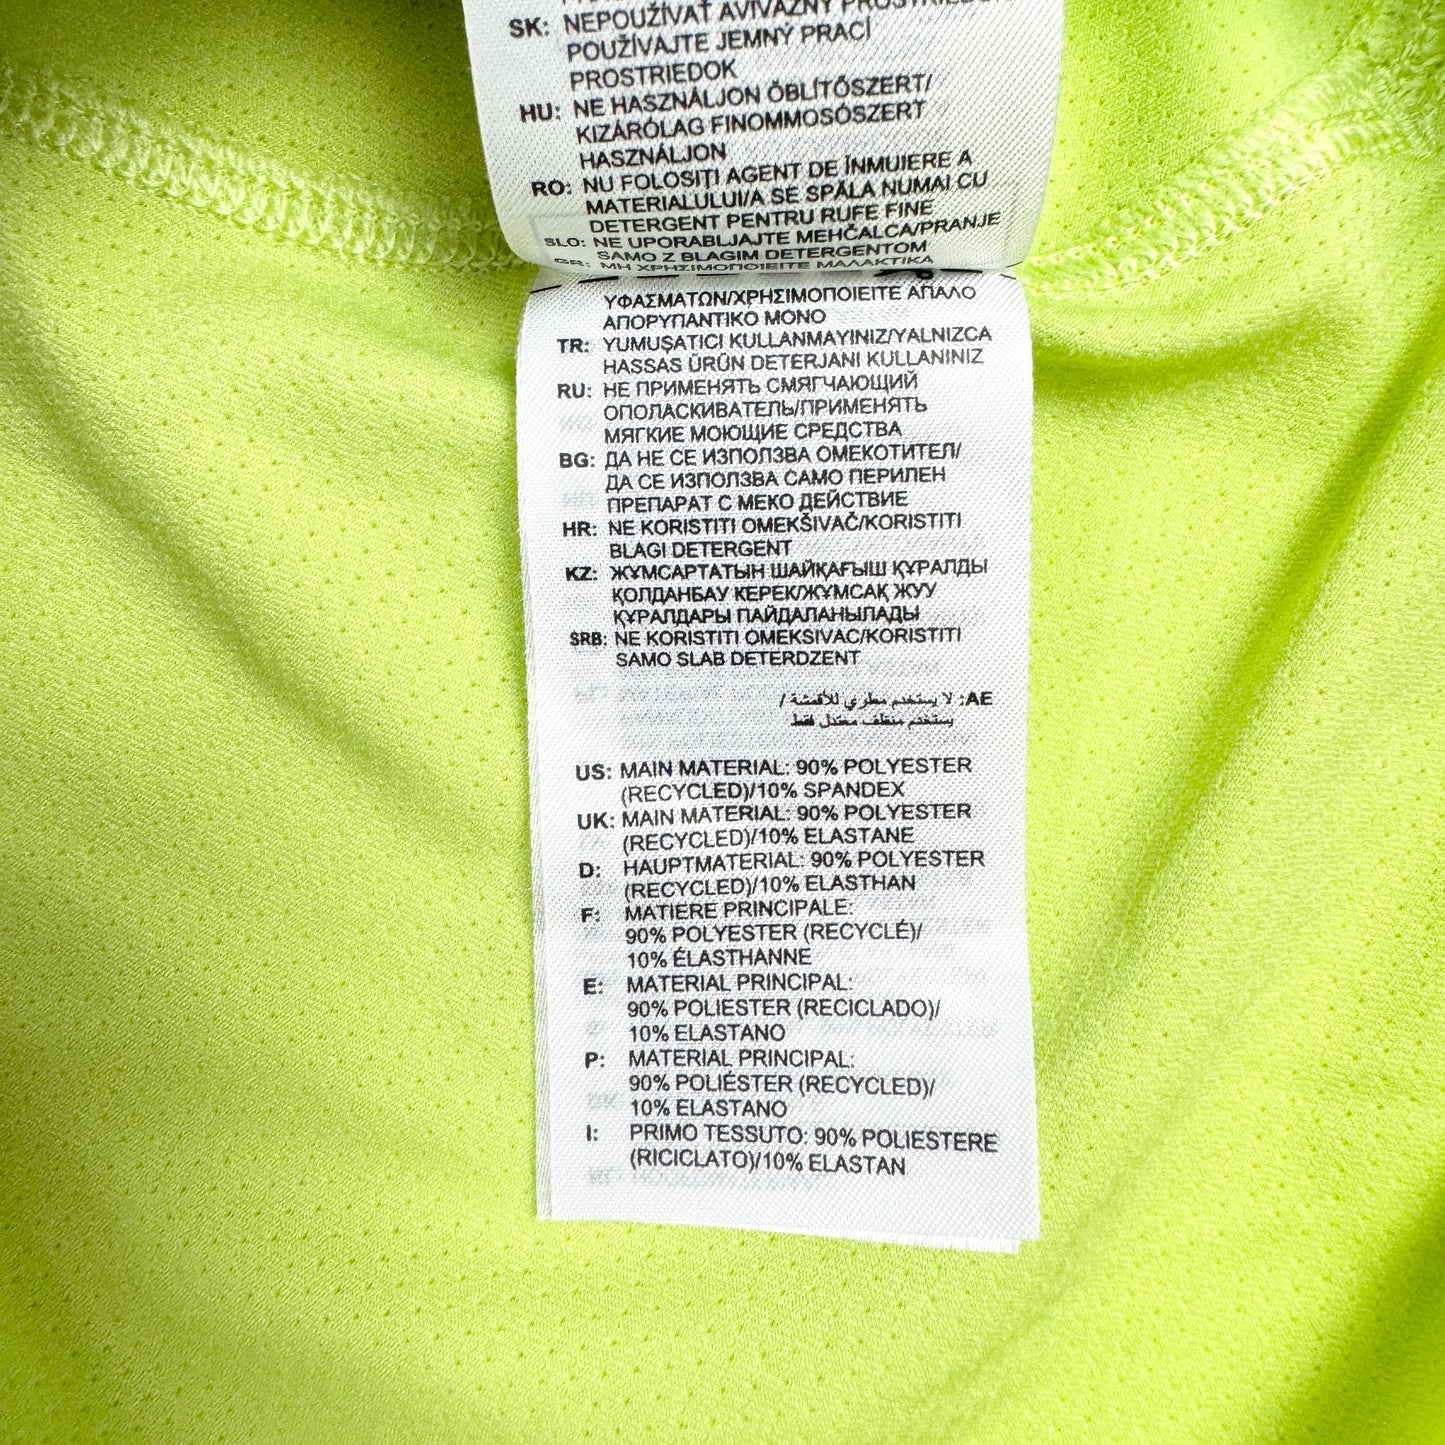 SK: NEPOUŽÍVAŤ AVIVÁŽNY
POUŽÍVAJTE JEMNÝ PRACÍ
PROSTRIEDOK
HU: NE HASZNÁLJON ÖBLÍTŐSZERT/
KIZÁRÓLAG FINOMMOSÓSZERT
HASZNÁLJON
RO: NU FOLOSIȚI AGENT DE ÎNMUIERE A
MATERIALULUI/A SE SPĂLA NUMAI CU
DETERGENT PENTRU RUFE FINE
SLO: NE UPORABLJAJTE MEHČALCA/PRANJE
SAMO Z BLAGIM DETERGENTOM
GR: ΜΗ ΧΡΗΣΙΜΟΠΟΙΕΙΤΕ ΜΑΛΑΚΤΙΚΑ
ΥΦΑΣΜΑΤΩΝ/ΧΡΗΣΙΜΟΠΟΙΕΙΤΕ ΑΠΑΛΟ
ΑΠΟΡΥΠΑΝΤΙΚΟ ΜΟΝΟ
TR: YUMUŞATICI KULLANMAYINIZ/YALNIZCA
HASSAS ÜRÜN DETERJANI KULLANINIZ
RU: НЕ ПРИМЕНЯТЬ СМЯГЧАЮЩИЙ
ОПОЛАСКИВАТЕЛЬ/ПРИМЕНЯТЬ
МЯГКИЕ МОЮЩИЕ СРЕДСТВА
BG: ДА НЕ СЕ ИЗПОЛЗВА ОМЕКОТИТЕЛ/
ДА СЕ ИЗПОЛЗВА САМО ПЕРИЛЕН
ПРЕПАРАТ С МЕКО ДЕЙСТВИЕ
HR: NE KORISTITI OMEKŠIVAČ/KORISTITI
BLAGI DETERGENT
KZ: ЖҰМСАРТАТЫН ШАЙҚАҒЫШ ҚҰРАЛДЫ
ҚОЛДАНБАУ КЕРЕК/ЖҰМСАҚ ЖУУ
ҚҰРАЛДАРЫ ПАЙДАЛАНЫЛАДЫ
SRB: NE KORISTITI OMEKSIVAC/KORISTITI
SAMO SLAB DETERDZENT
AE: لا يستخدم مطري للأقمشة /
يستخدم منظف معتدل فقط
US: MAIN MATERIAL: 90% POLYESTER
(RECYCLED)/10% SPANDEX
UK: MAIN MATERIAL: 90% POLYESTER
(RECYCLED)/10% ELASTANE
D: HAUPTMATERIAL: 90% POLYESTER
(RECYCLED)/10% ELASTHAN
F: MATIERE PRINCIPALE:
90% POLYESTER (RECYCLÉ)/
10% ÉLASTHANNE
E: MATERIAL PRINCIPAL:
90% POLIESTER (RECICLADO)/
10% ELASTANO
P: MATERIAL PRINCIPAL:
90% POLIÉSTER (RECYCLED)/
10% ELASTANO
I: PRIMO TESSUTO: 90% POLIESTERE
(RICICLATO)/10% ELASTAN